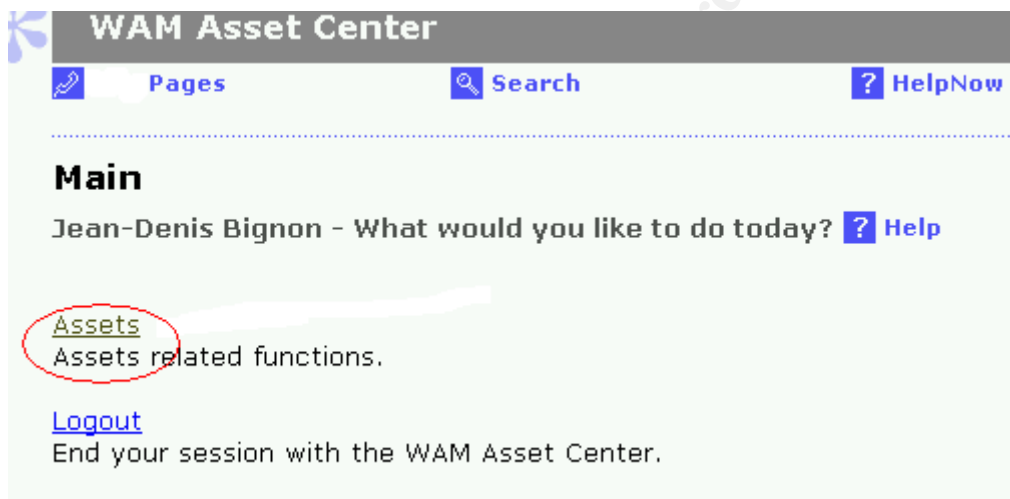 WAM Asset Center
Pages Search ? HelpNow
Main
Jean-Denis Bignon - What would you like to do today? ? Help
Assets
Assets related functions.
Logout
End your session with the WAM Asset Center.